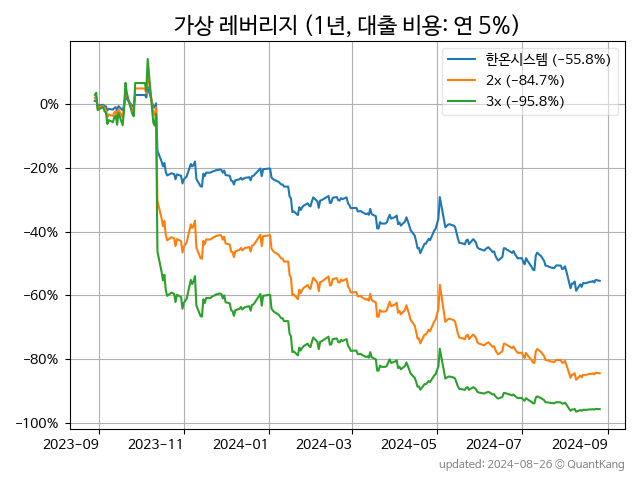 가상 레버리지 (1년, 대출 비용: 연 5%)
한온시스템 (−55.8%)
2x (−84.7%)
3x (−95.8%)
0%
−20%
−40%
−60%
−80%
−100%
2023-09 2023-11 2024-01 2024-03 2024-05 2024-07 2024-09
updated: 2024-08-26 © QuantKang